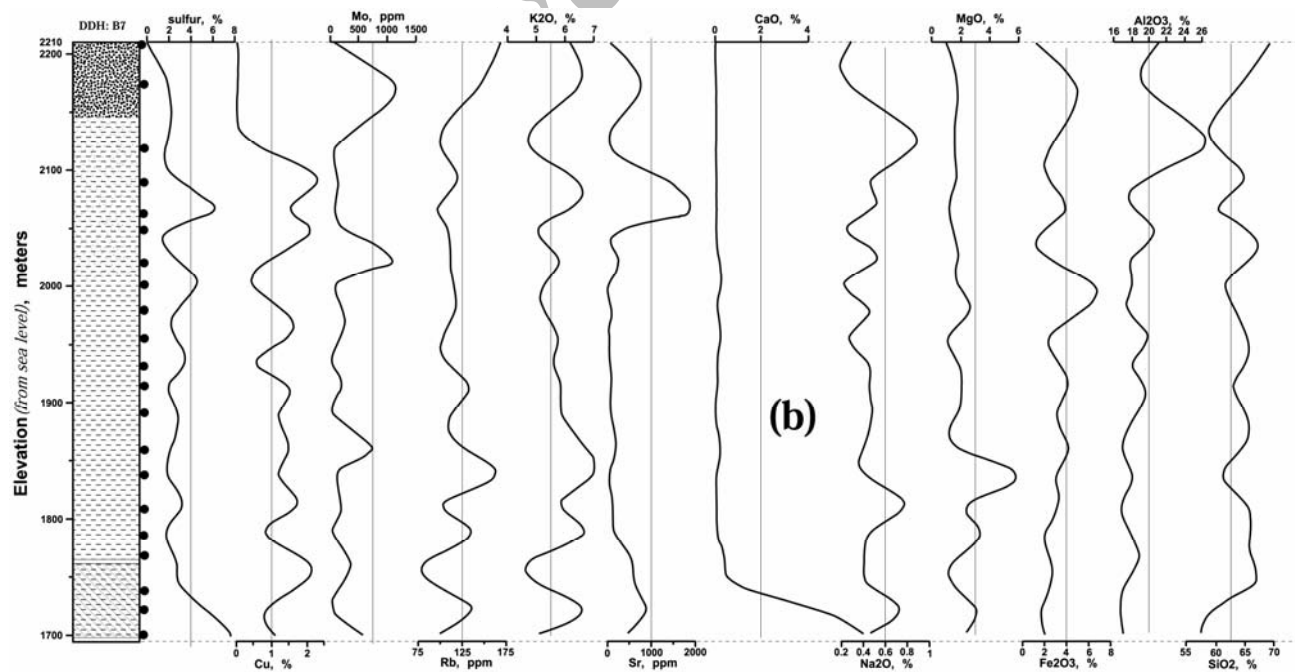 sulfur, %
Mo, ppm
K2O, %
CaO, %
MgO, %
Al2O3, %
DDH: B7
0 2 4 6 8
0 500 1000 1500
4 5 6 7
0 2 4
0 2 4 6
16 18 20 22 24 26
2210
2200
2100
2000
1900
1800
1700
Elevation (from sea level), meters
(b)
0 1 2
75 125 175
0 1000 2000
0.2 0.4 0.6 0.8 1
0 2 4 6 8
55 60 65 70
Cu, %
Rb, ppm
Sr, ppm
Na2O, %
Fe2O3, %
SiO2, %